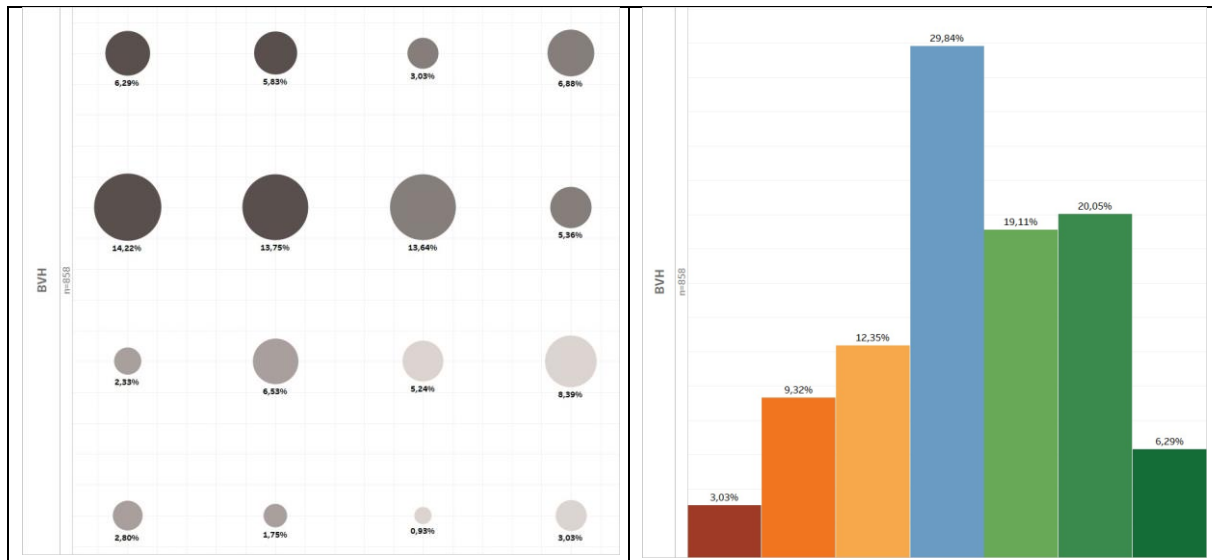 6,29% 5,83% 3,03% 6,88%
14,22% 13,75% 13,64% 5,36%
2,33% 6,53% 5,24% 8,39%
2,80% 1,75% 0,93% 3,03%
BVH
n=858
29,84%
20,05%
19,11%
12,35%
9,32%
6,29%
3,03%
BVH
n=858